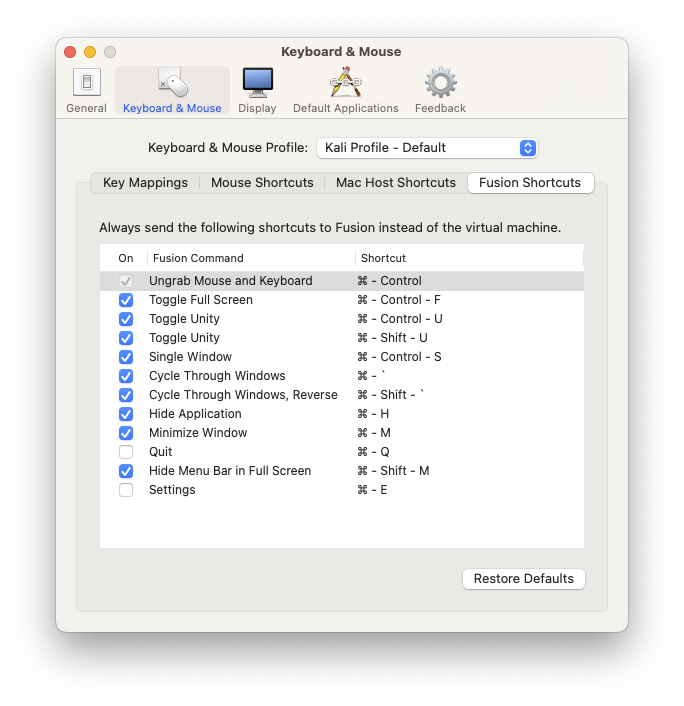 Keyboard & Mouse
General
Keyboard & Mouse
Display
Default Applications
Feedback
Keyboard & Mouse Profile: Kali Profile - Default
Key Mappings Mouse Shortcuts Mac Host Shortcuts Fusion Shortcuts
Always send the following shortcuts to Fusion instead of the virtual machine.
On Fusion Command Shortcut
Ungrab Mouse and Keyboard ⌘ - Control
Toggle Full Screen ⌘ - Control - F
Toggle Unity ⌘ - Control - U
Toggle Unity ⌘ - Shift - U
Single Window ⌘ - Control - S
Cycle Through Windows ⌘ - `
Cycle Through Windows, Reverse ⌘ - Shift - `
Hide Application ⌘ - H
Minimize Window ⌘ - M
Quit ⌘ - Q
Hide Menu Bar in Full Screen ⌘ - Shift - M
Settings ⌘ - E
Restore Defaults